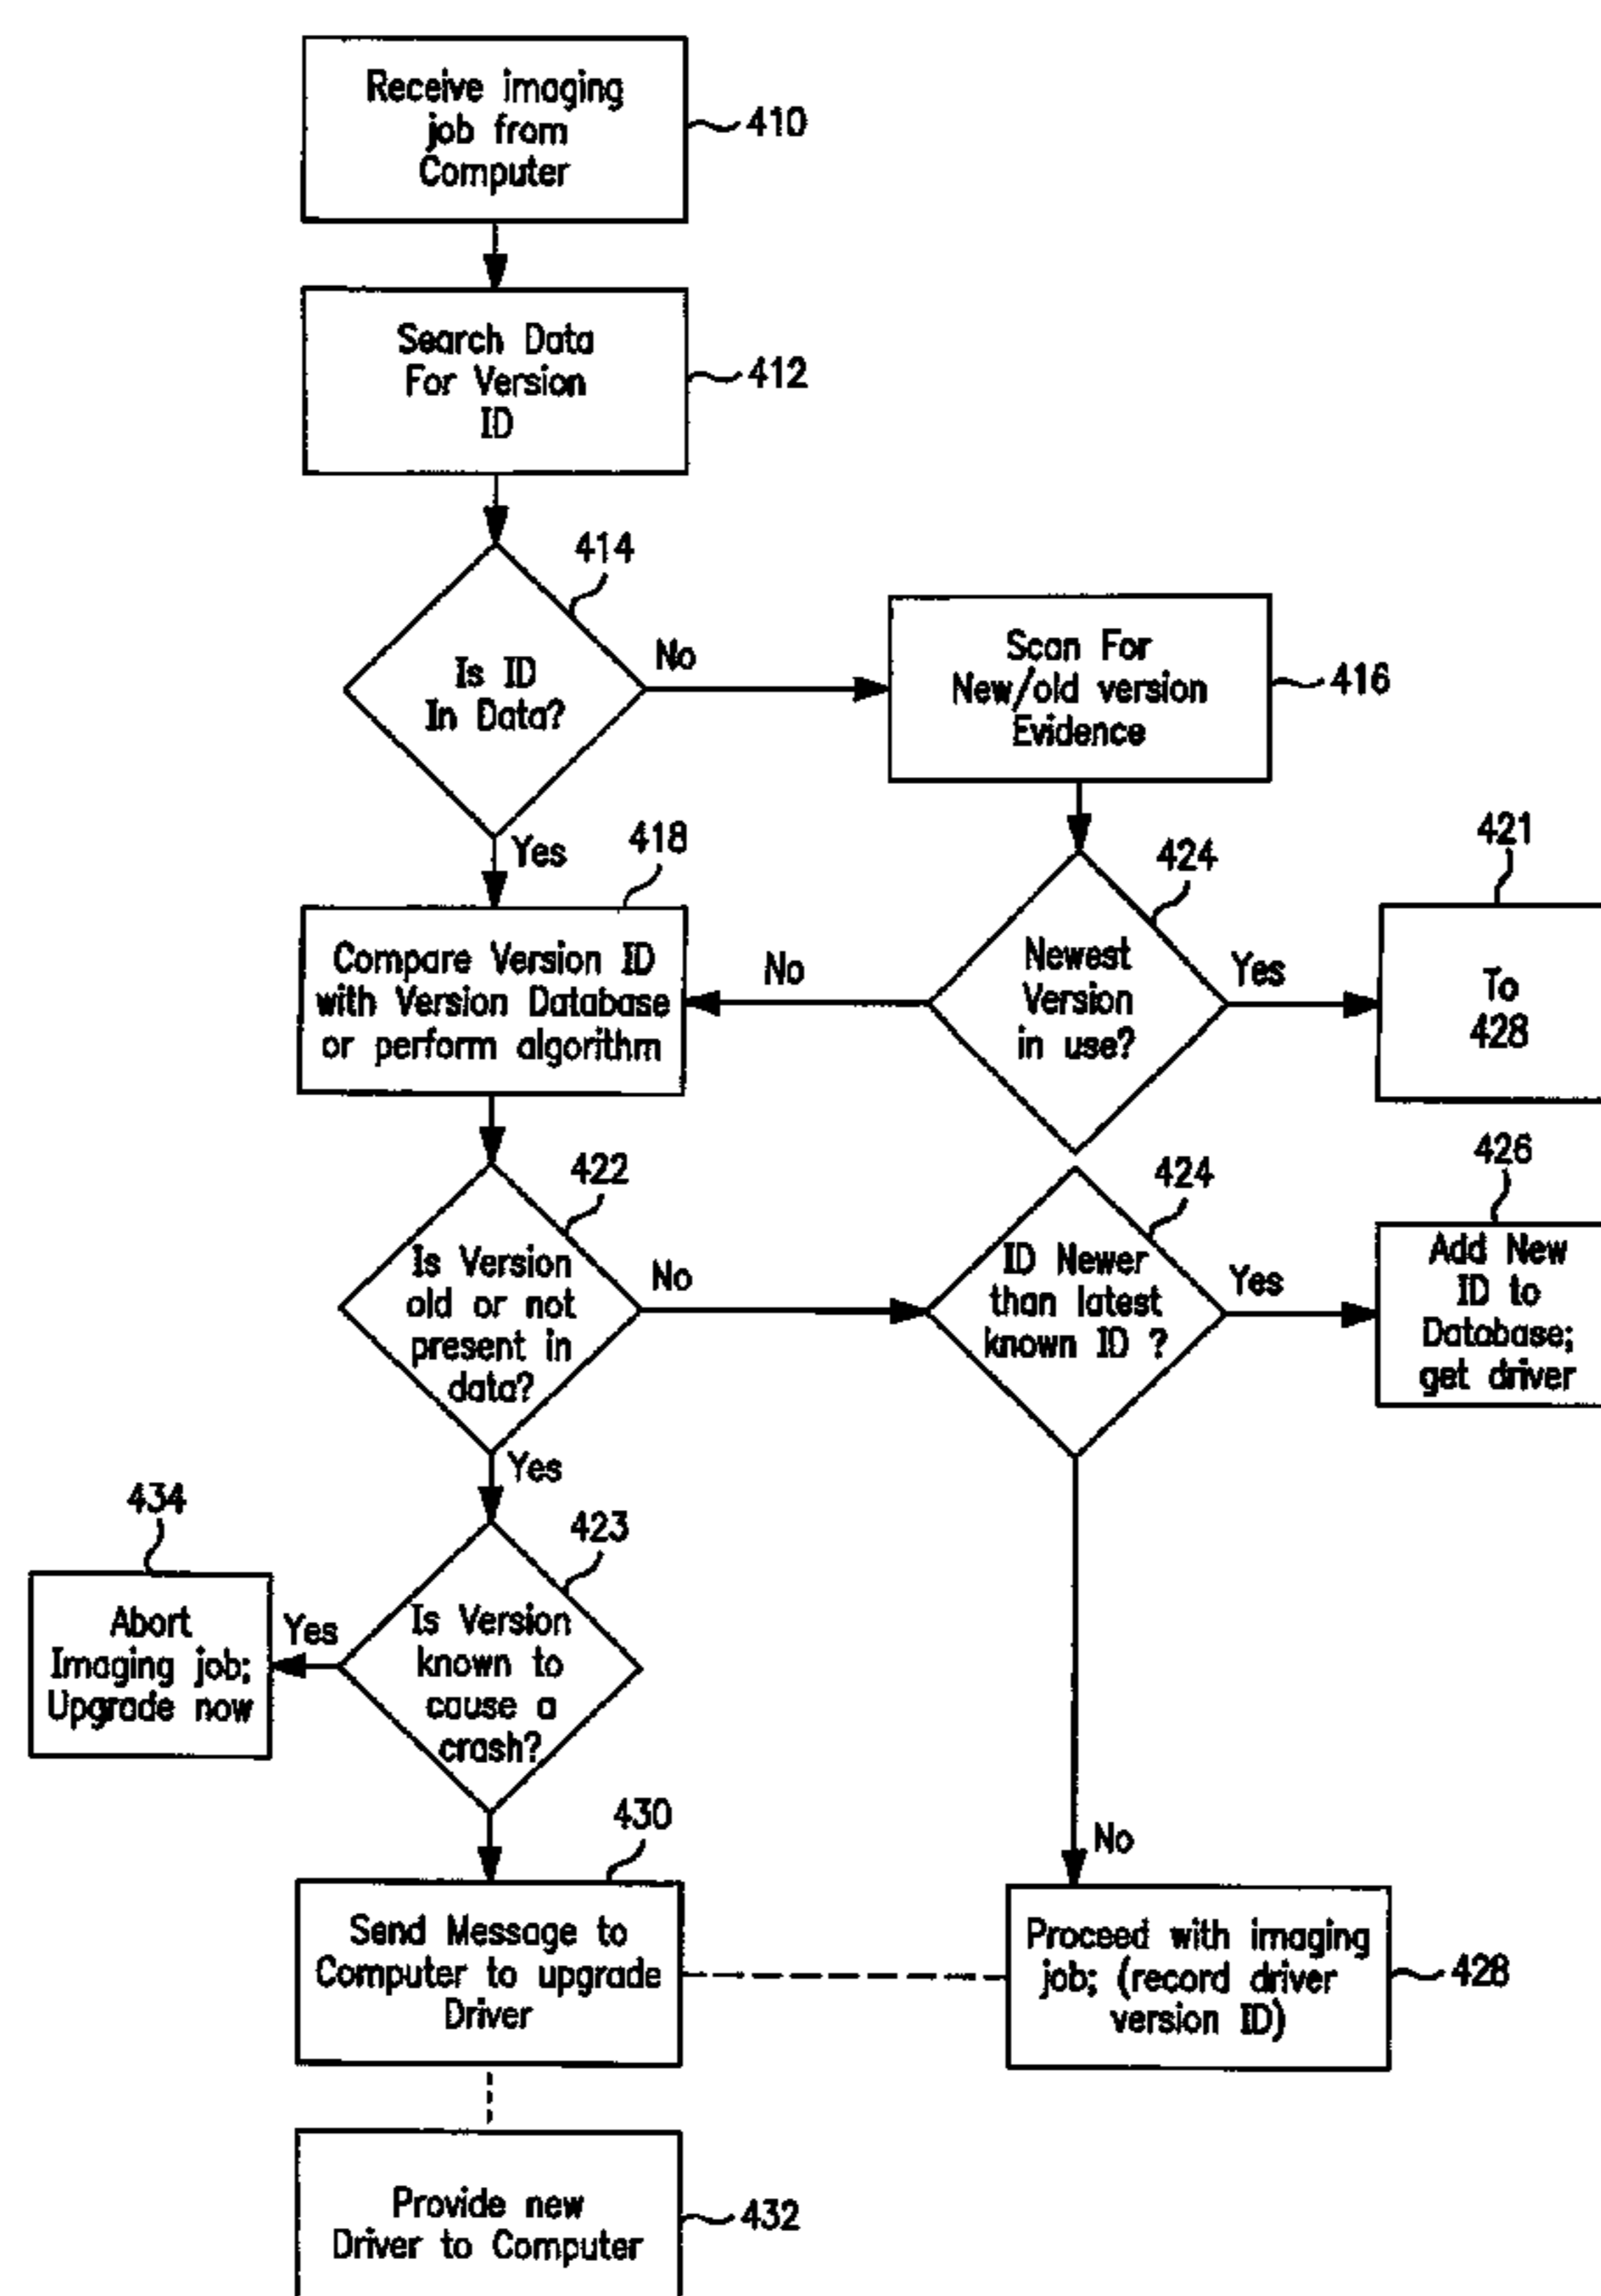 Receive imaging
job from
Computer
410
Search Data
For Version
ID
412
414
Is ID
In Data?
No
Yes
Scan For
New/old version
Evidence
416
418
Compare Version ID
with Version Database
or perform algorithm
424
Newest
Version
in use?
No
Yes
421
To
428
422
Is Version
old or not
present in
data?
No
Yes
424
ID Newer
than latest
known ID ?
Yes
No
426
Add New
ID to
Database;
get driver
423
Is Version
known to
cause a
crash?
Yes
434
Abort
Imaging job;
Upgrade now
430
Send Message to
Computer to upgrade
Driver
Proceed with imaging
job; (record driver
version ID)
428
Provide new
Driver to Computer
432